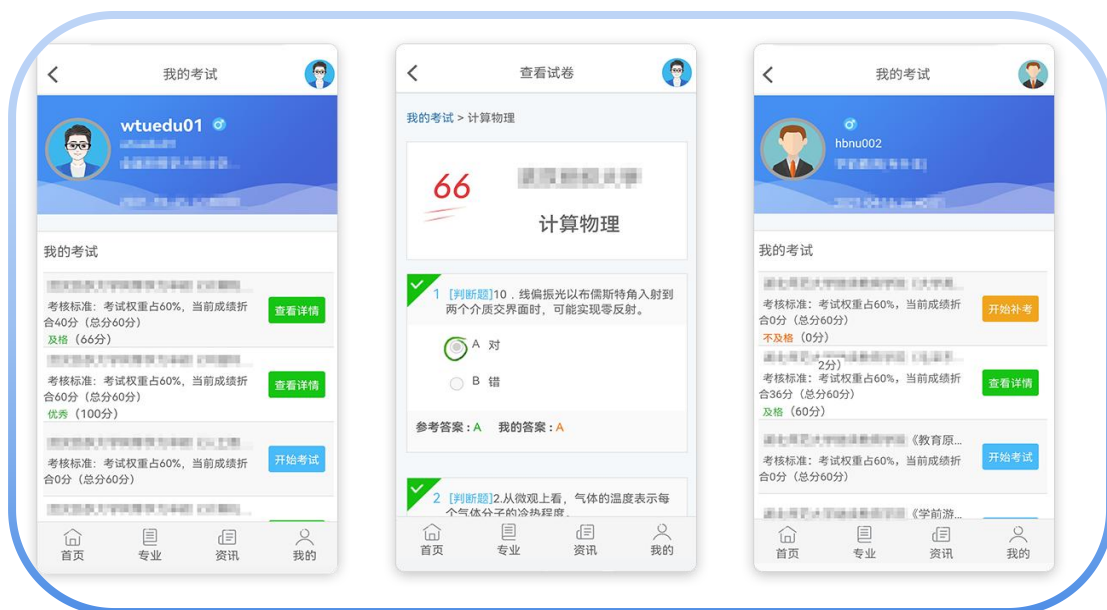 我的考试
wtuedu01
我的考试
考核标准：考试权重占60%，当前成绩折
合40分（总分60分）
及格（66分）
查看详情
考核标准：考试权重占60%，当前成绩折
合60分（总分60分）
优秀（100分）
查看详情
考核标准：考试权重占60%，当前成绩折
合0分（总分60分）
开始考试
首页
专业
资讯
我的
查看试卷
我的考试 > 计算物理
66
计算物理
1 [判断题]10．线偏振光以布儒斯特角入射到
两个介质交界面时，可能实现零反射。
A 对
B 错
参考答案：A 我的答案：A
2 [判断题]2.从微观上看，气体的温度表示每
个气体分子的冷热程度.
首页
专业
资讯
我的
我的考试
hbnu002
我的考试
考核标准：考试权重占60%，当前成绩折
合0分（总分60分）
不及格（0分）
开始补考
2分）
考核标准：考试权重占60%，当前成绩折
合36分（总分60分）
及格（60分）
查看详情
《教育原...
考核标准：考试权重占60%，当前成绩折
合0分（总分60分）
开始考试
《学前游...
首页
专业
资讯
我的